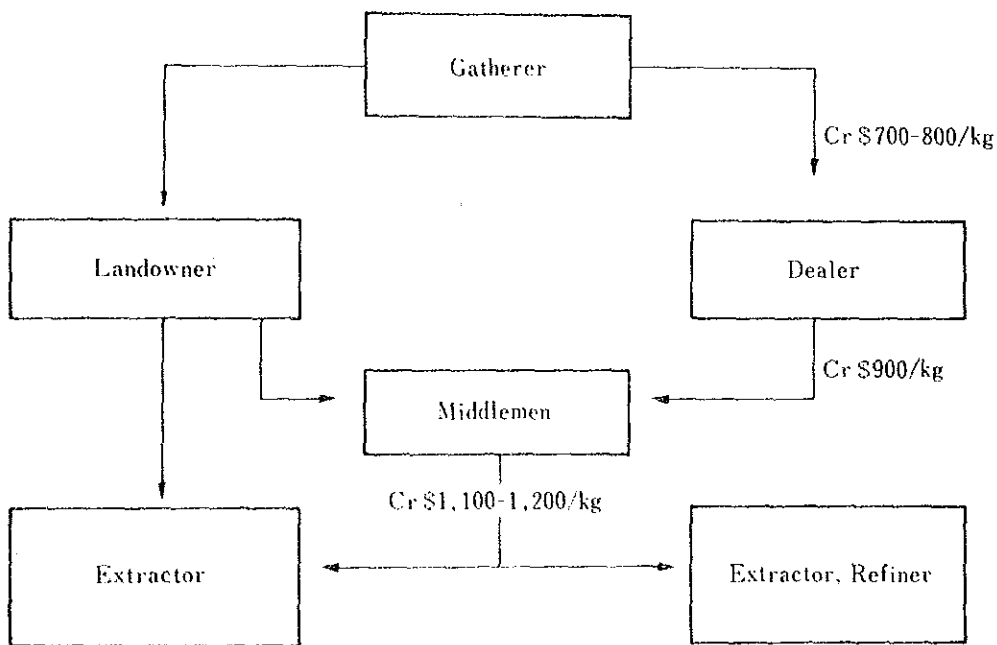 Gatherer
Cr $700-800/kg
Landowner
Dealer
Cr $900/kg
Middlemen
Cr $1,100-1,200/kg
Extractor
Extractor, Refiner